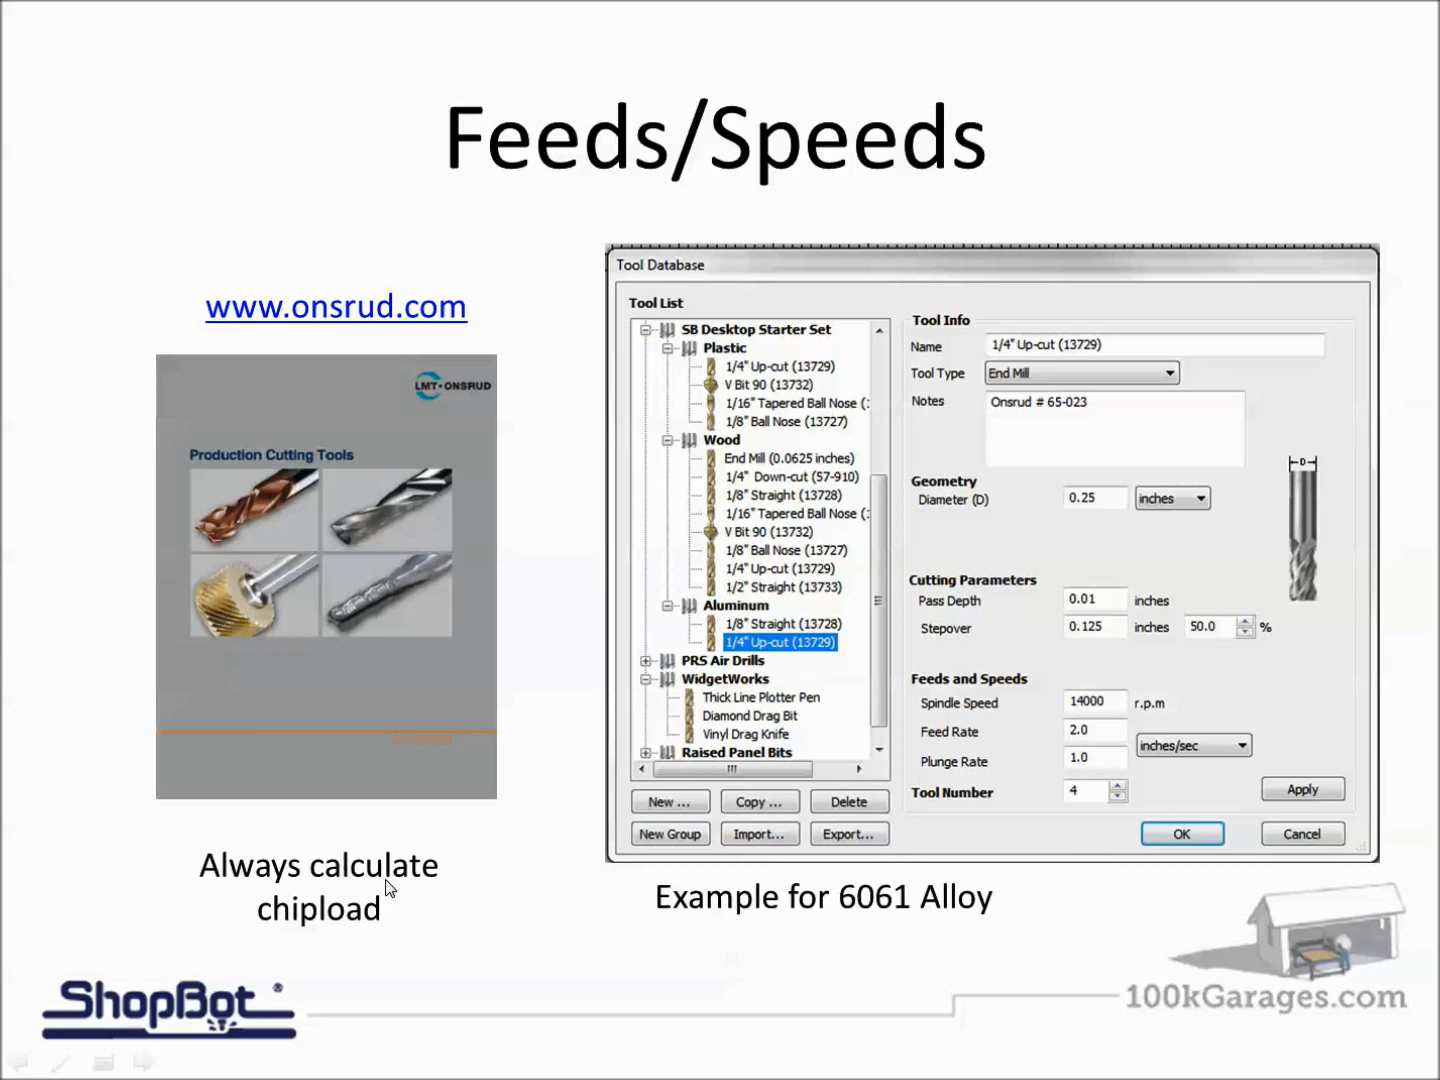 Feeds/Speeds
www.onsrud.com
LMT·ONSRUD
Production Cutting Tools
Always calculate
chipload
Tool Database
Tool List
SB Desktop Starter Set
Plastic
1/4" Up-cut (13729)
V Bit 90 (13732)
1/16" Tapered Ball Nose (:
1/8" Ball Nose (13727)
Wood
End Mill (0.0625 inches)
1/4" Down-cut (57-910)
1/8" Straight (13728)
1/16" Tapered Ball Nose (:
V Bit 90 (13732)
1/8" Ball Nose (13727)
1/4" Up-cut (13729)
1/2" Straight (13733)
Aluminum
1/8" Straight (13728)
1/4" Up-cut (13729)
PRS Air Drills
WidgetWorks
Thick Line Plotter Pen
Diamond Drag Bit
Vinyl Drag Knife
Raised Panel Bits
New ... Copy ... Delete
New Group Import... Export...
Tool Info
Name 1/4" Up-cut (13729)
Tool Type End Mill
Notes Onsrud # 65-023
D
Geometry
Diameter (D) 0.25 inches
Cutting Parameters
Pass Depth 0.01 inches
Stepover 0.125 inches 50.0 %
Feeds and Speeds
Spindle Speed 14000 r.p.m
Feed Rate 2.0
inches/sec
Plunge Rate 1.0
Tool Number 4
Apply
OK Cancel
Example for 6061 Alloy
ShopBot®
100kGarages.com